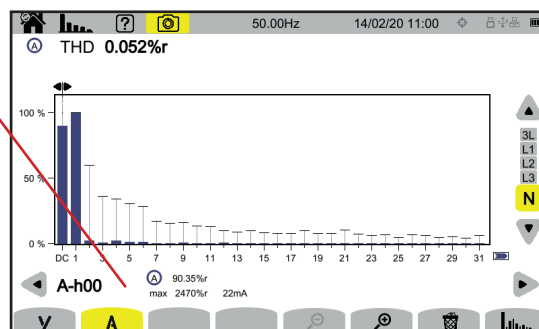 50.00Hz 14/02/20 11:00
A THD 0.052%r
100 %
50 %
0 %
DC 1 3 5 7 9 11 13 15 17 19 21 23 25 27 29 31
3L
L1
L2
L3
N
A-h00 A 90.35%r
max 2470%r 22mA
V A